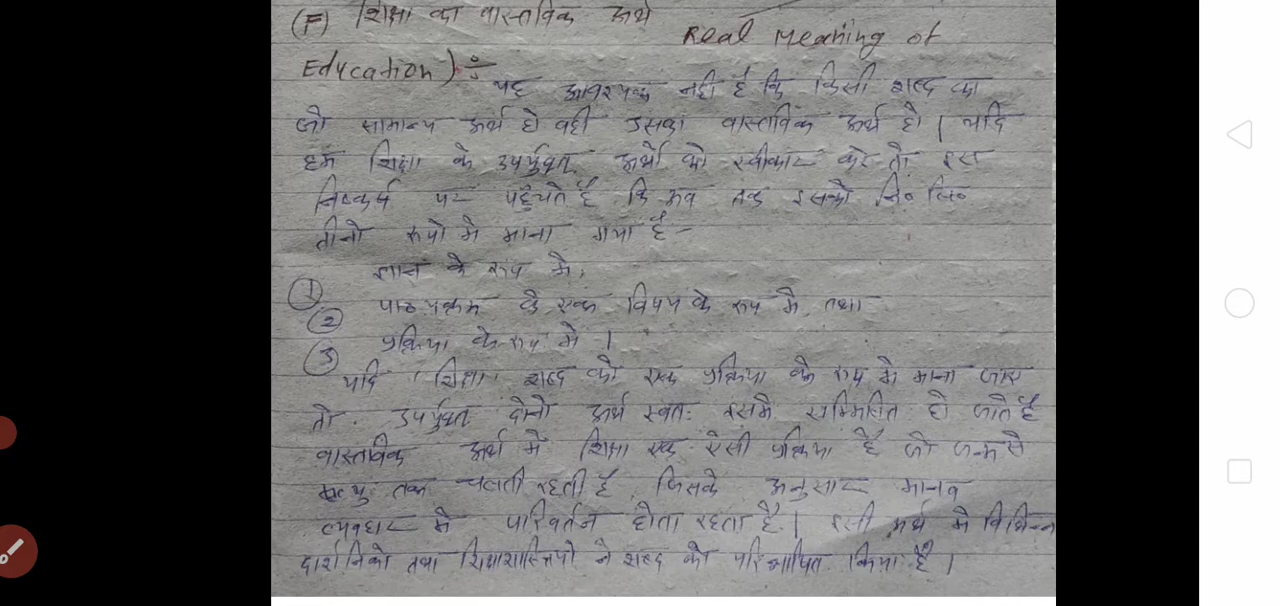 (F) शिक्षा का वास्तविक अर्थ Real Meaning of
Education) ÷
यह आवश्यक नही है कि किसी शब्द का
जो सामान्य अर्थ हो वही उसका वास्तविक अर्थ हो | यदि
हम शिक्षा के उपर्युक्त अर्थो को स्वीकार करे तो इस
निष्कर्ष पर पहुंचते है कि अब तक इसको नि० लि०
तीनो रूपो मे माना गया है -
① ज्ञान के रूप मे,
② पाठ्यक्रम के एक विषय के रूप मे, तथा
③ प्रक्रिया के रूप मे |
यदि "शिक्षा" शब्द को एक प्रक्रिया के रूप मे माना जाए
तो उपर्युक्त दोनो अर्थ स्वतः इसमे सम्मिलित हो जाते है
वास्तविक अर्थ मे शिक्षा एक ऐसी प्रक्रिया है जो जन्म से
मृत्यु तक चलती रहती है, जिसके अनुसार मानव
व्यवहार मे परिवर्तन होता रहता है | इसी अर्थ मे विभिन्न
दार्शनिको तथा शिक्षाशास्त्रियो ने शब्द को परिभाषित किया है |